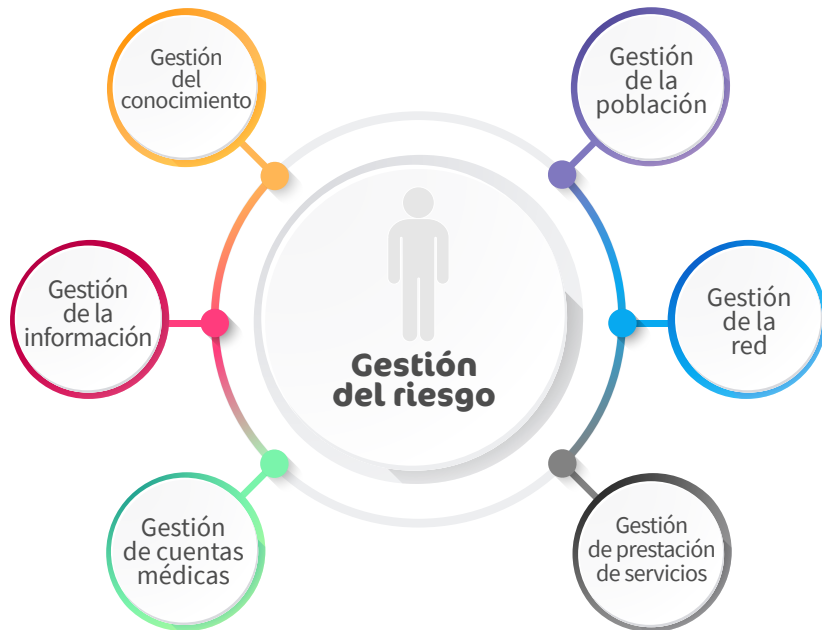 Gestión
del
conocimiento
Gestión
de la
población
Gestión
de la
información
Gestión
del riesgo
Gestión
de la
red
Gestión
de cuentas
médicas
Gestión
de prestación
de servicios